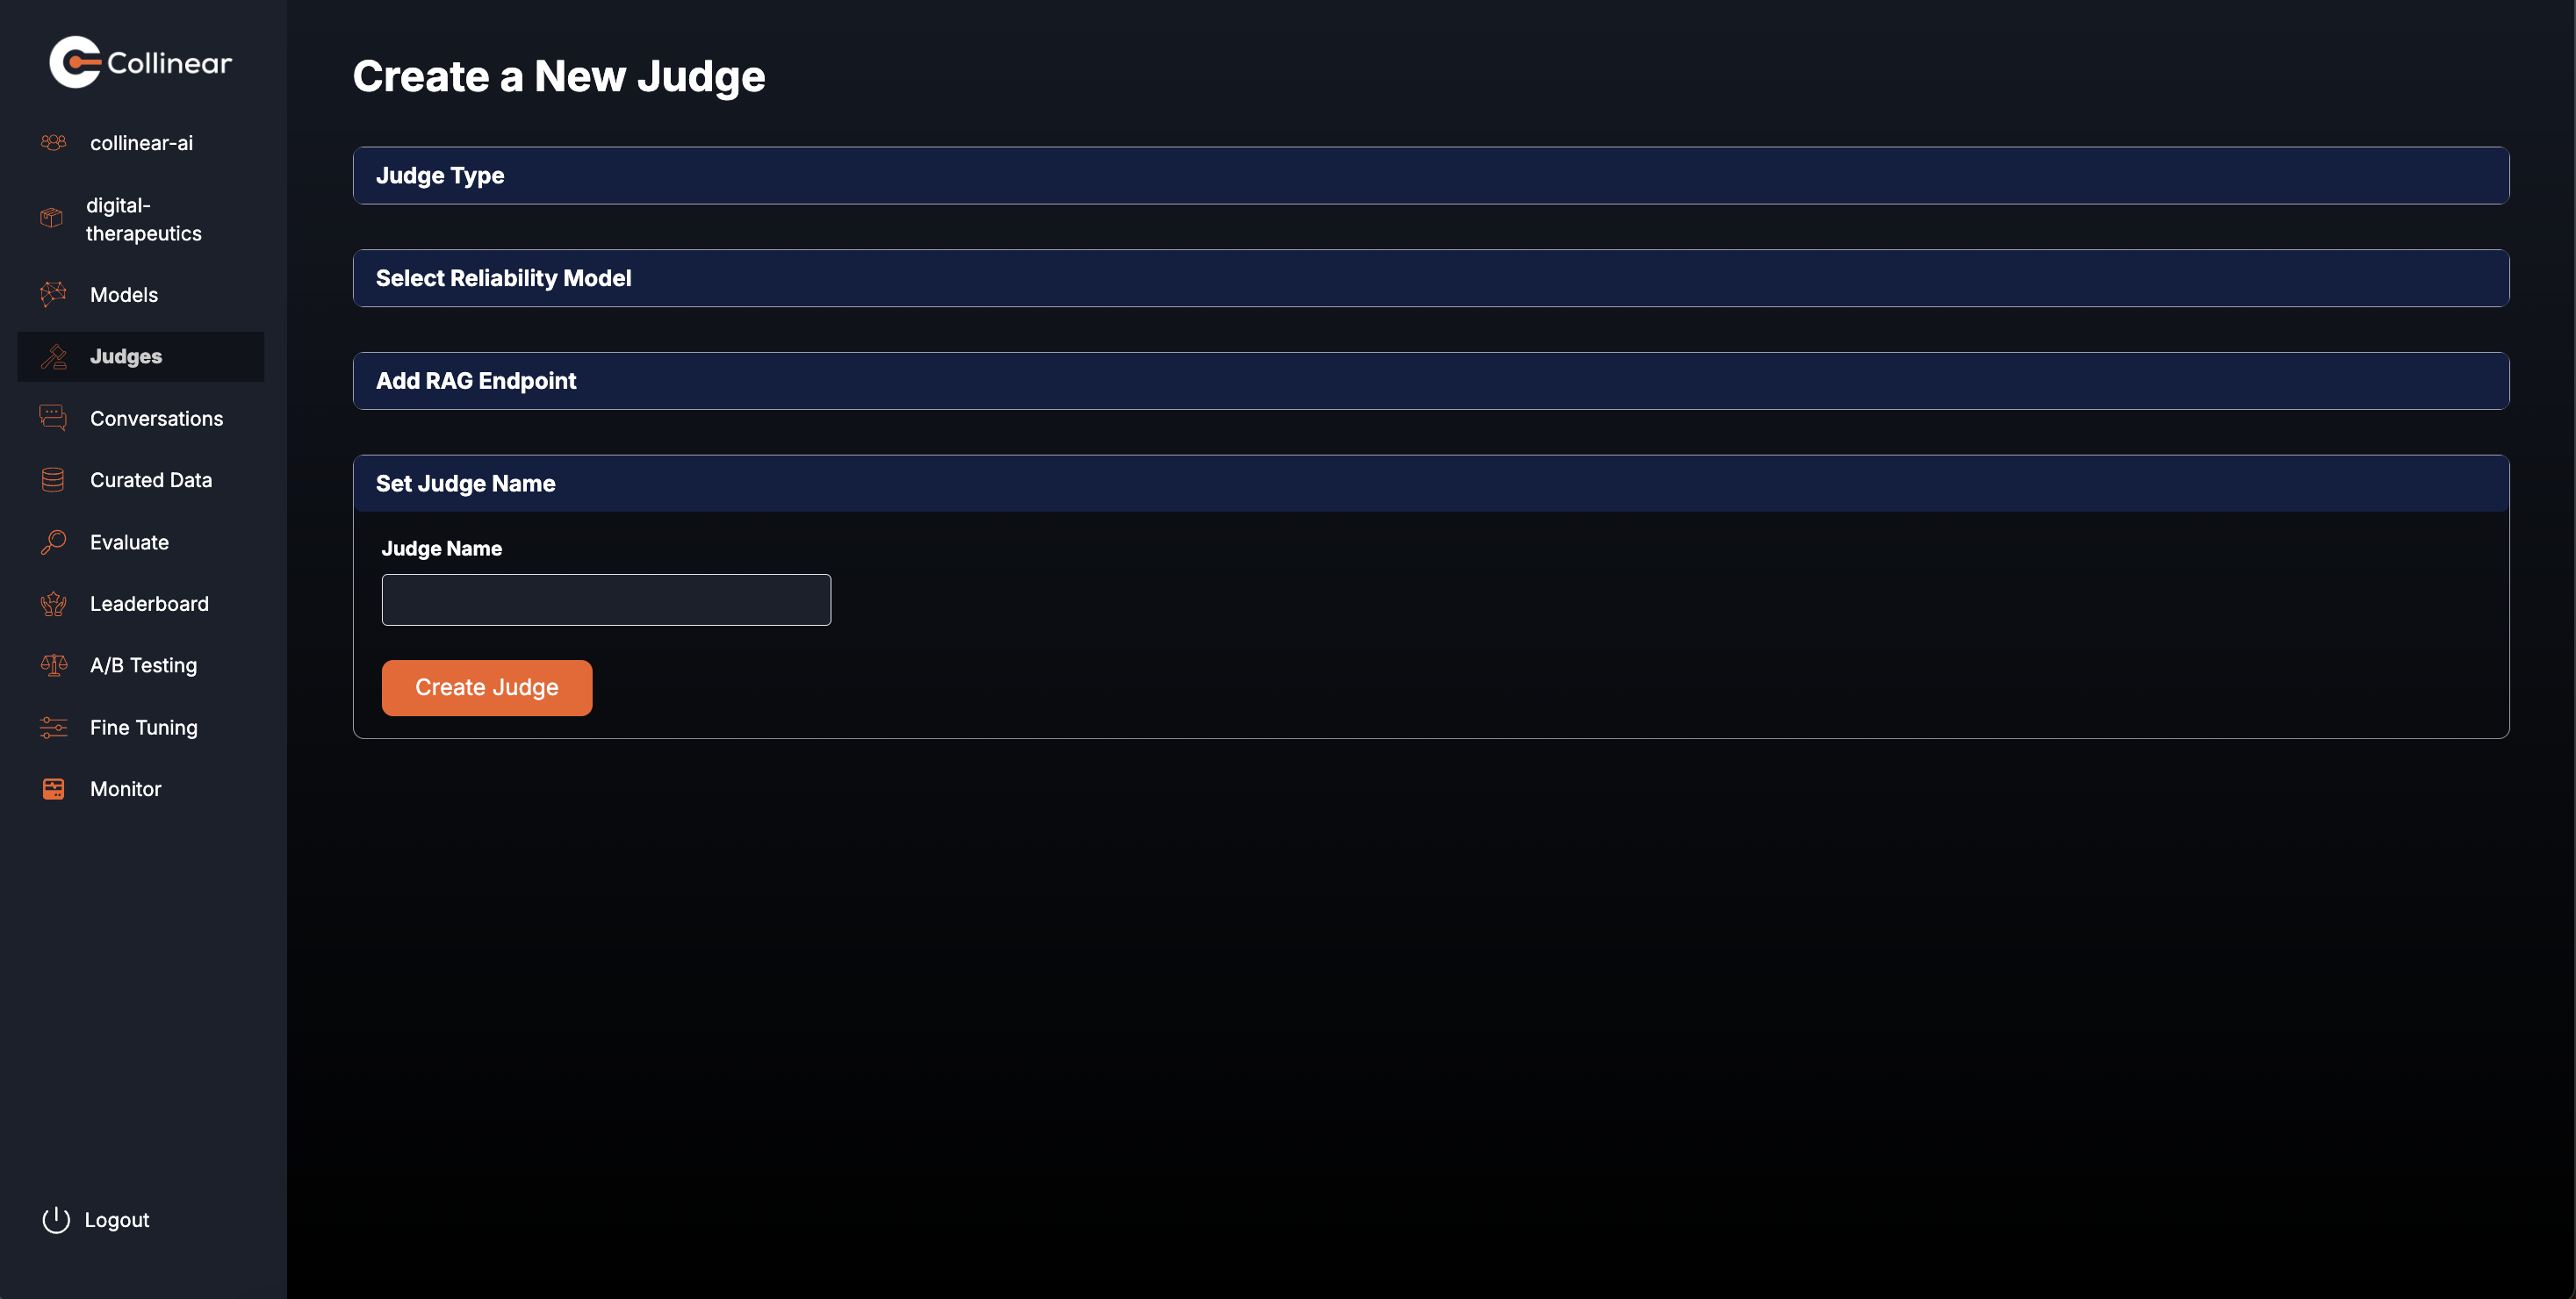 Collinear
collinear-ai
digital-
therapeutics
Models
Judges
Conversations
Curated Data
Evaluate
Leaderboard
A/B Testing
Fine Tuning
Monitor
Logout
Create a New Judge
Judge Type
Select Reliability Model
Add RAG Endpoint
Set Judge Name
Judge Name
Create Judge